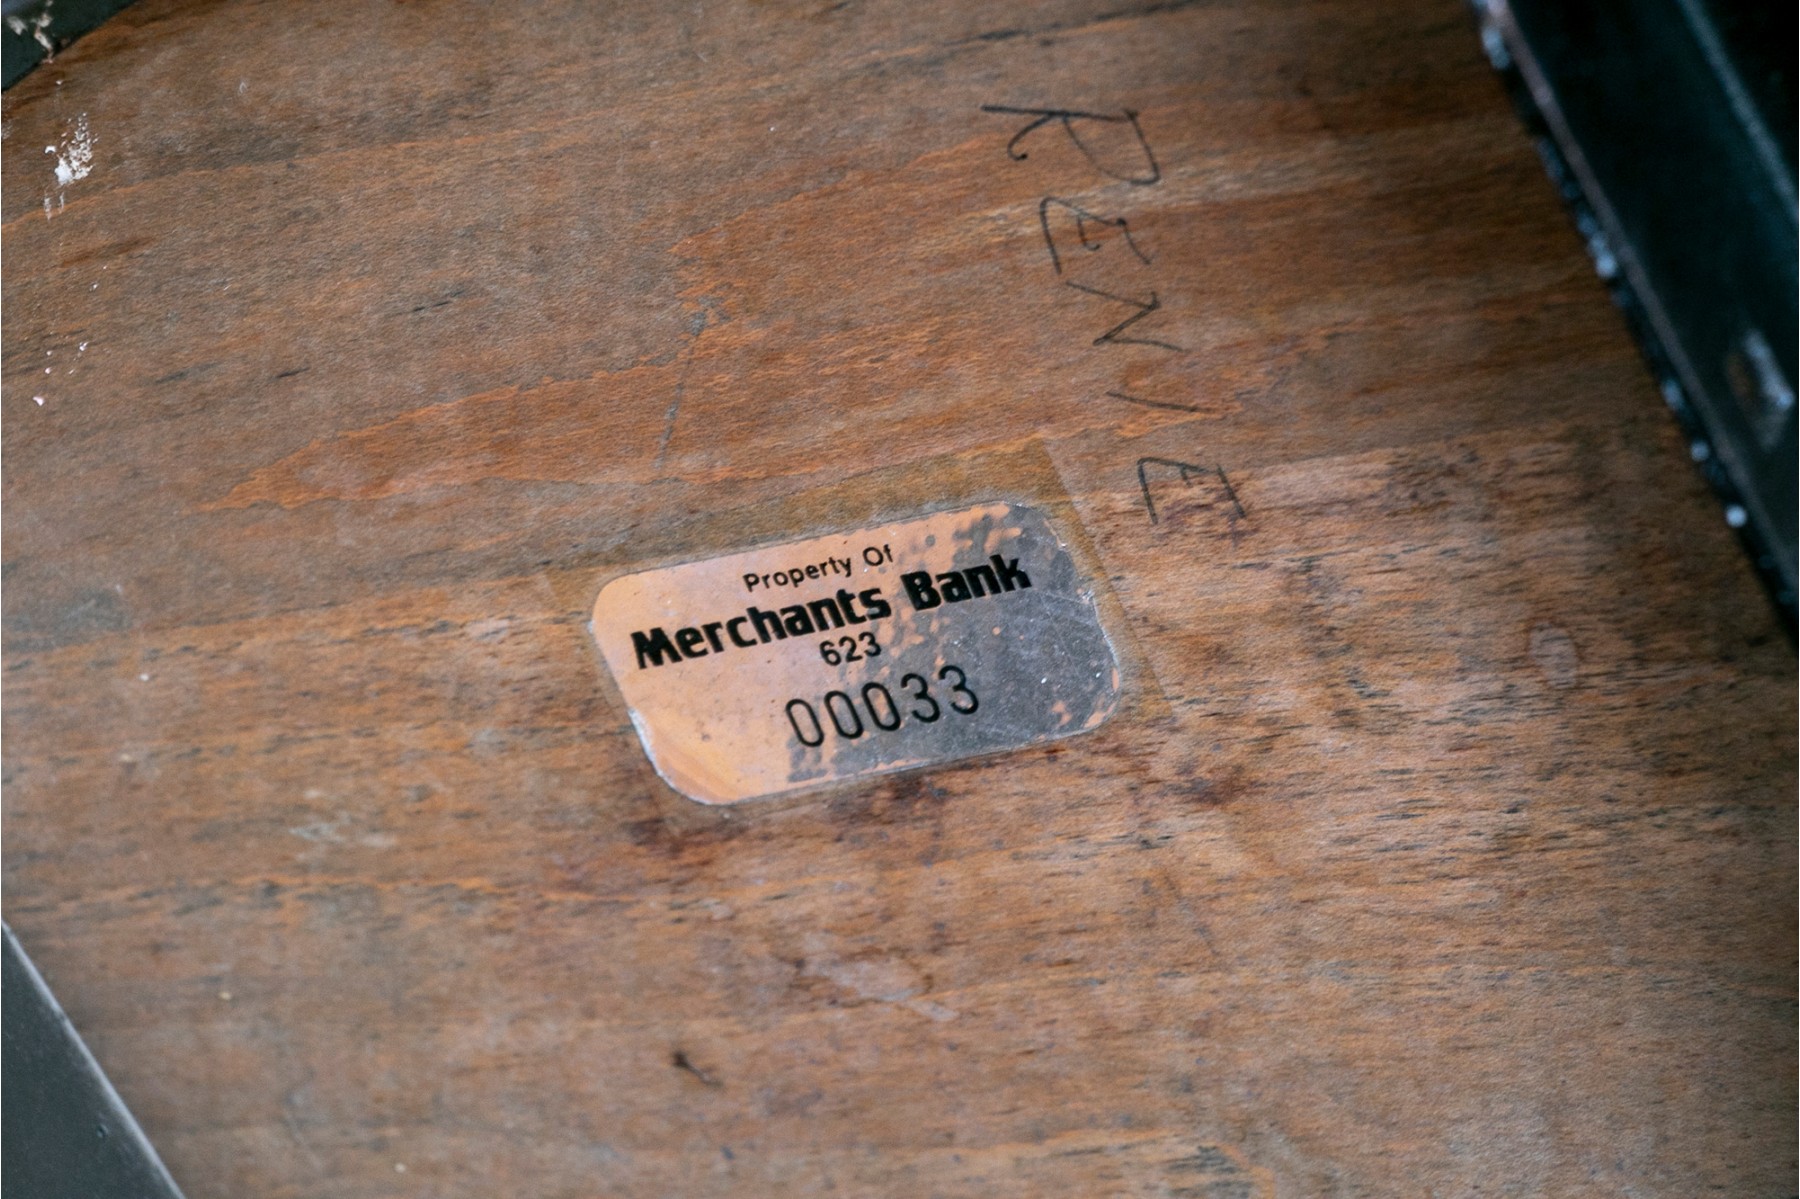 RENIE
Property Of
Merchants Bank
623
00033